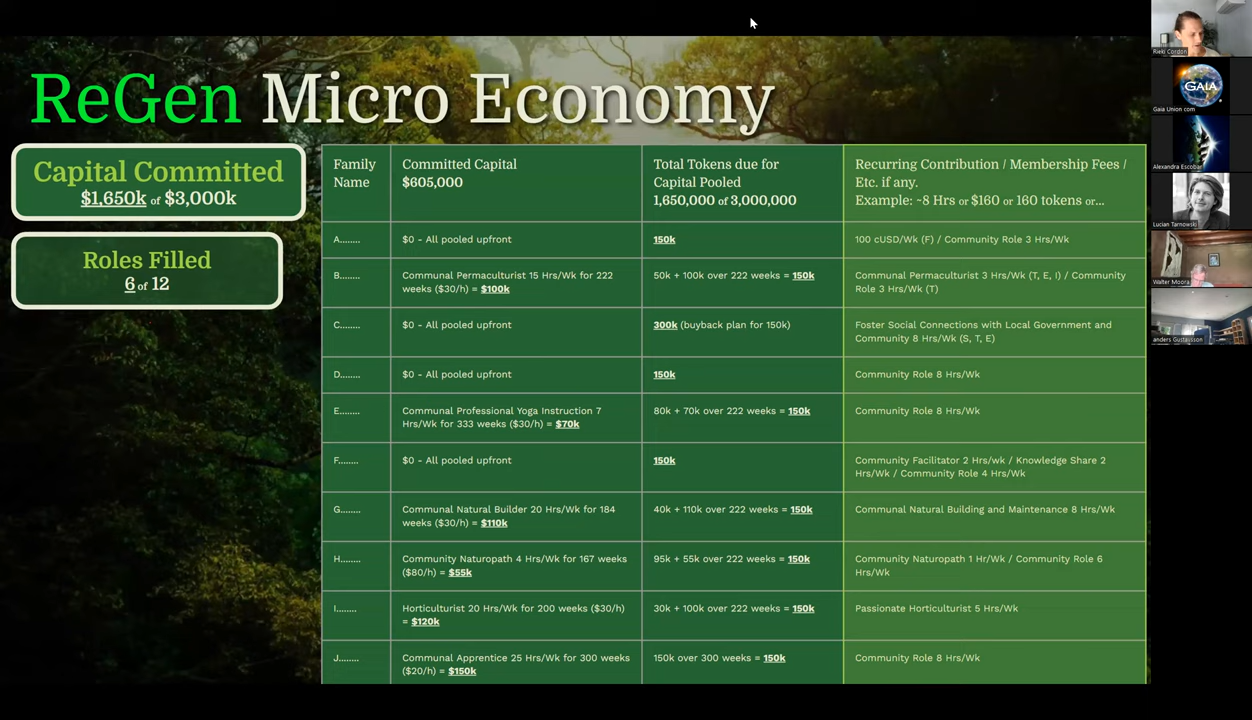 ReGen Micro Economy
Capital Committed
$1,650k of $3,000k
Roles Filled
6 of 12
Family
Name
Committed Capital
$605,000
Total Tokens due for
Capital Pooled
1,650,000 of 3,000,000
Recurring Contribution / Membership Fees /
Etc. if any.
Example: ~8 Hrs or $160 or 160 tokens or...
A........
$0 - All pooled upfront
150k
100 cUSD/Wk (F) / Community Role 3 Hrs/Wk
B........
Communal Permaculturist 15 Hrs/Wk for 222
weeks ($30/h) = $100k
50k + 100k over 222 weeks = 150k
Communal Permaculturist 3 Hrs/Wk (T, E, I) / Community
Role 3 Hrs/Wk (T)
C........
$0 - All pooled upfront
300k (buyback plan for 150k)
Foster Social Connections with Local Government and
Community 8 Hrs/Wk (S, T, E)
D........
$0 - All pooled upfront
150k
Community Role 8 Hrs/Wk
E........
Communal Professional Yoga Instruction 7
Hrs/Wk for 333 weeks ($30/h) = $70k
80k + 70k over 222 weeks = 150k
Community Role 8 Hrs/Wk
F........
$0 - All pooled upfront
150k
Community Facilitator 2 Hrs/wk / Knowledge Share 2
Hrs/Wk / Community Role 4 Hrs/Wk
G........
Communal Natural Builder 20 Hrs/Wk for 184
weeks ($30/h) = $110k
40k + 110k over 222 weeks = 150k
Communal Natural Building and Maintenance 8 Hrs/Wk
H........
Community Naturopath 4 Hrs/Wk for 167 weeks
($80/h) = $55k
95k + 55k over 222 weeks = 150k
Community Naturopath 1 Hr/Wk / Community Role 6
Hrs/Wk
I........
Horticulturist 20 Hrs/Wk for 200 weeks ($30/h)
= $120k
30k + 100k over 222 weeks = 150k
Passionate Horticulturist 5 Hrs/Wk
J........
Communal Apprentice 25 Hrs/Wk for 300 weeks
($20/h) = $150k
150k over 300 weeks = 150k
Community Role 8 Hrs/Wk
Rieki Cordon
GAIA
Gaia Union com
Alexandra Escobar
Lucian Tarnowski
Walter Moora
anders Gustafsson